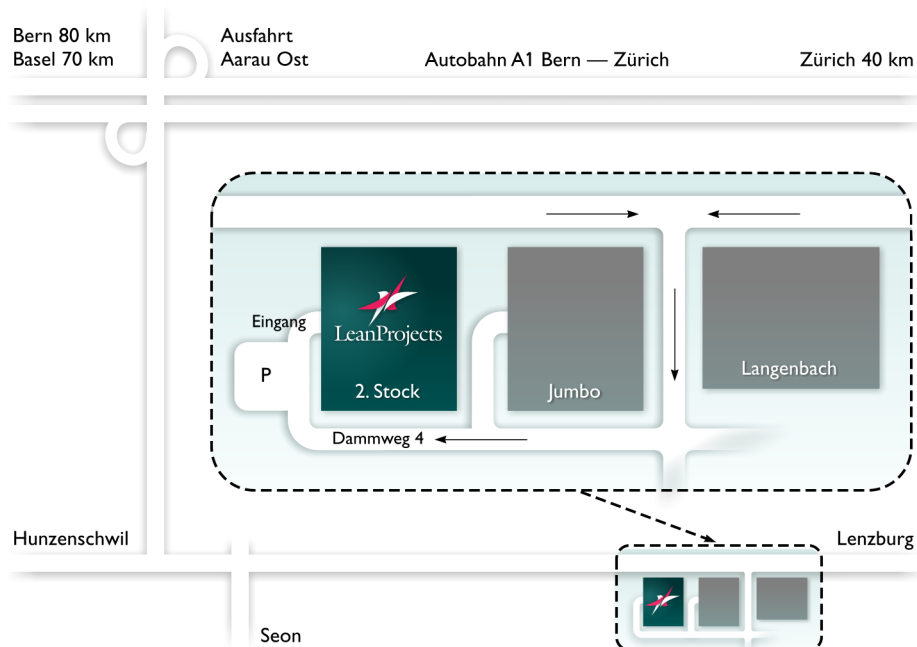 Bern 80 km
Basel 70 km
Ausfahrt
Aarau Ost
Autobahn A1 Bern — Zürich
Zürich 40 km
Eingang
P
LeanProjects
2. Stock
Jumbo
Langenbach
Dammweg 4
Hunzenschwil
Lenzburg
Seon